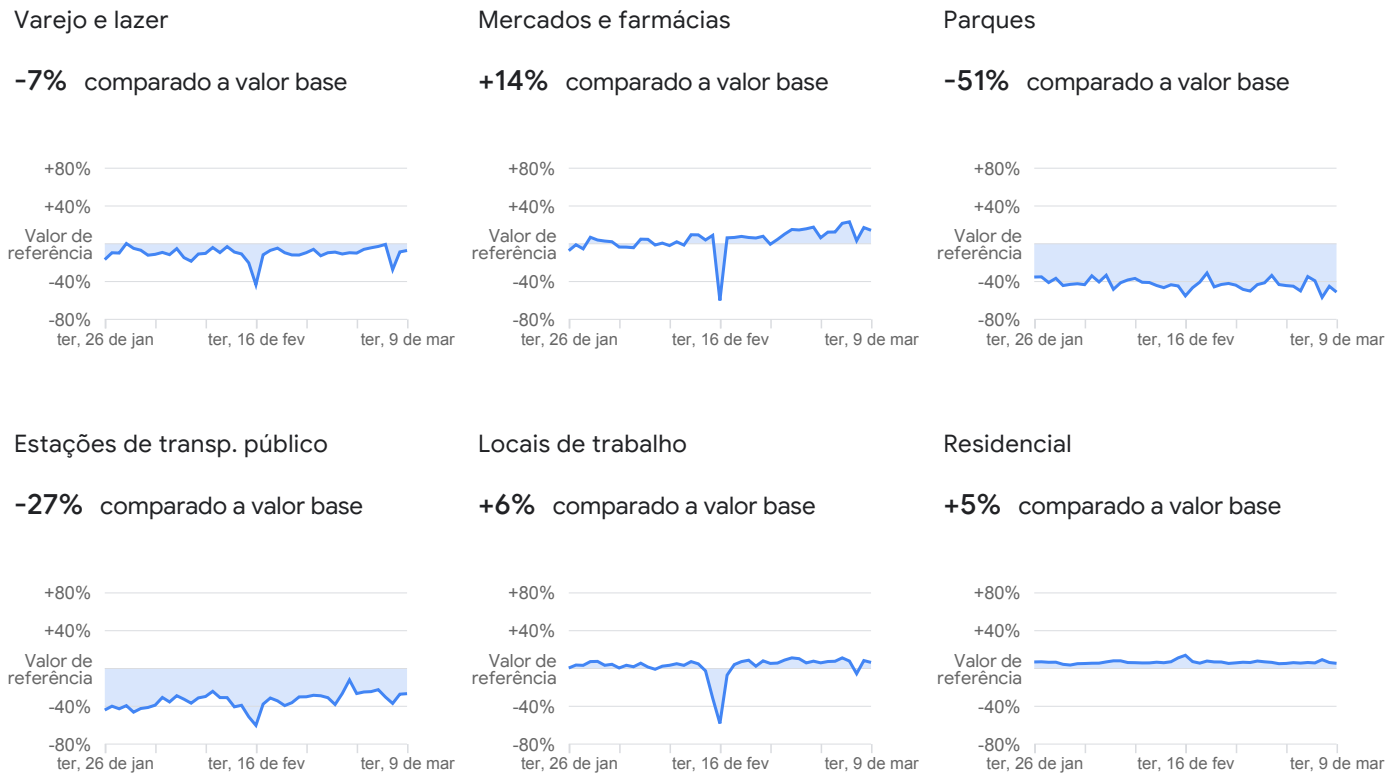 Varejo e lazer
-7% comparado a valor base
+80%
+40%
Valor de
referência
-40%
-80%
ter, 26 de jan ter, 16 de fev ter, 9 de mar
Mercados e farmácias
+14% comparado a valor base
+80%
+40%
Valor de
referência
-40%
-80%
ter, 26 de jan ter, 16 de fev ter, 9 de mar
Parques
-51% comparado a valor base
+80%
+40%
Valor de
referência
-40%
-80%
ter, 26 de jan ter, 16 de fev ter, 9 de mar
Estações de transp. público
-27% comparado a valor base
+80%
+40%
Valor de
referência
-40%
-80%
ter, 26 de jan ter, 16 de fev ter, 9 de mar
Locais de trabalho
+6% comparado a valor base
+80%
+40%
Valor de
referência
-40%
-80%
ter, 26 de jan ter, 16 de fev ter, 9 de mar
Residencial
+5% comparado a valor base
+80%
+40%
Valor de
referência
-40%
-80%
ter, 26 de jan ter, 16 de fev ter, 9 de mar